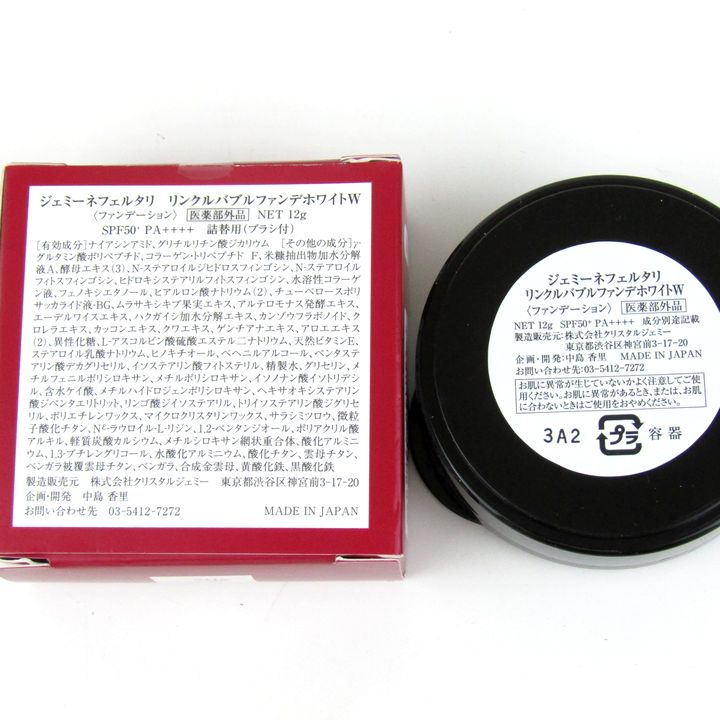 ジェミーネフェルタリ リンクルバブルファンデホワイトW
〈ファンデーション〉 医薬部外品 NET 12g
SPF50+ PA++++ 詰替用(ブラシ付)
[有効成分]ナイアシンアミド、グリチルリチン酸ジカリウム [その他の成分]γ-
グルタミン酸ポリペプチド、コラーゲン・トリペプチド F、米糠抽出物加水分解
液A、酵母エキス(3)、N-ステアロイルジヒドロスフィンゴシン、N-ステアロイル
フィトスフィンゴシン、ヒドロキシステアリルフィトスフィンゴシン、水溶性コラーゲ
ン液、フェノキシエタノール、ヒアルロン酸ナトリウム(2)、チューベロースポリ
サッカライド液・BG、ムラサキシキブ果実エキス、アルテロモナス発酵エキス、
エーデルワイスエキス、ハクガイシ加水分解エキス、カンゾウフラボノイド、ク
ロレラエキス、カッコンエキス、クワエキス、ゲンチアナエキス、アロエエキス
(2)、異性化糖、L-アスコルビン酸硫酸エステル二ナトリウム、天然ビタミンE、
ステアロイル乳酸ナトリウム、ヒノキチオール、ベヘニルアルコール、ペンタステ
アリン酸デカグリセリル、イソステアリン酸フィトステリル、精製水、グリセリン、メ
チルフェニルポリシロキサン、メチルポリシロキサン、イソノナン酸イソトリデシ
ル、含水ケイ酸、メチルハイドロジェンポリシロキサン、ヘキサオキシステアリン
酸ジペンタエリトリット、リンゴ酸ジイソステアリル、トリイソステアリン酸ジグリセ
リル、ポリエチレンワックス、マイクロクリスタリンワックス、サラシミツロウ、微粒
子酸化チタン、Nε-ラウロイル-L-リジン、1,2-ペンタンジオール、ポリアクリル酸
アルキル、軽質炭酸カルシウム、メチルシロキサン網状重合体、酸化アルミニ
ウム、1,3-ブチレングリコール、水酸化アルミニウム、酸化チタン、雲母チタン、
ベンガラ被覆雲母チタン、ベンガラ、合成金雲母、黄酸化鉄、黒酸化鉄
製造販売元 株式会社クリスタルジェミー 東京都渋谷区神宮前3-17-20
企画・開発 中島 香里
お問い合わせ先 03-5412-7272 MADE IN JAPAN
ジェミーネフェルタリ
リンクルバブルファンデホワイトW
〈ファンデーション〉 医薬部外品
NET 12g SPF50+ PA++++ 成分別途記載
製造販売元:株式会社クリスタルジェミー
東京都渋谷区神宮前3-17-20
企画・開発:中島 香里 MADE IN JAPAN
お問い合わせ先:03-5412-7272
お肌に異常が生じていないかよく注意してご使
用ください。お肌に異常があるとき、または、お肌
に合わないときはご使用をおやめください。
3A2 プラ 容器